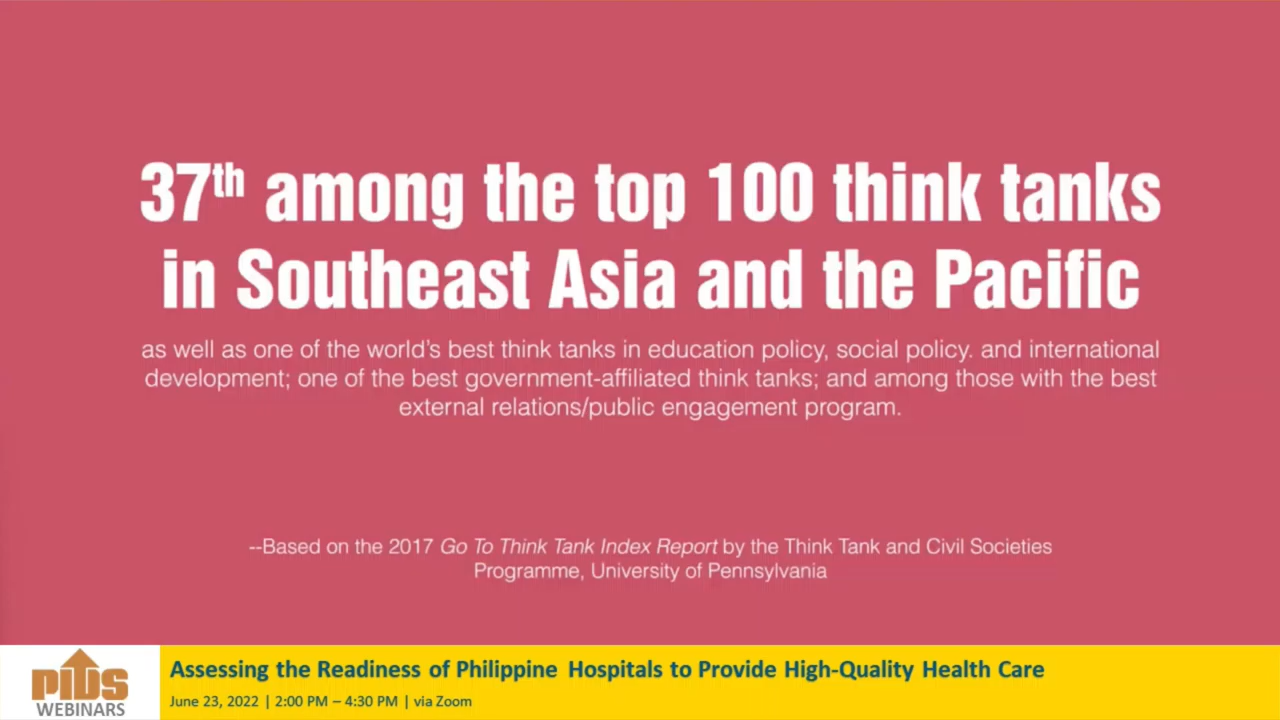 37th among the top 100 think tanks
in Southeast Asia and the Pacific
as well as one of the world's best think tanks in education policy, social policy. and international
development; one of the best government-affiliated think tanks; and among those with the best
external relations/public engagement program.
--Based on the 2017 Go To Think Tank Index Report by the Think Tank and Civil Societies
Programme, University of Pennsylvania
PIDS
WEBINARS
Assessing the Readiness of Philippine Hospitals to Provide High-Quality Health Care
June 23, 2022 | 2:00 PM – 4:30 PM | via Zoom